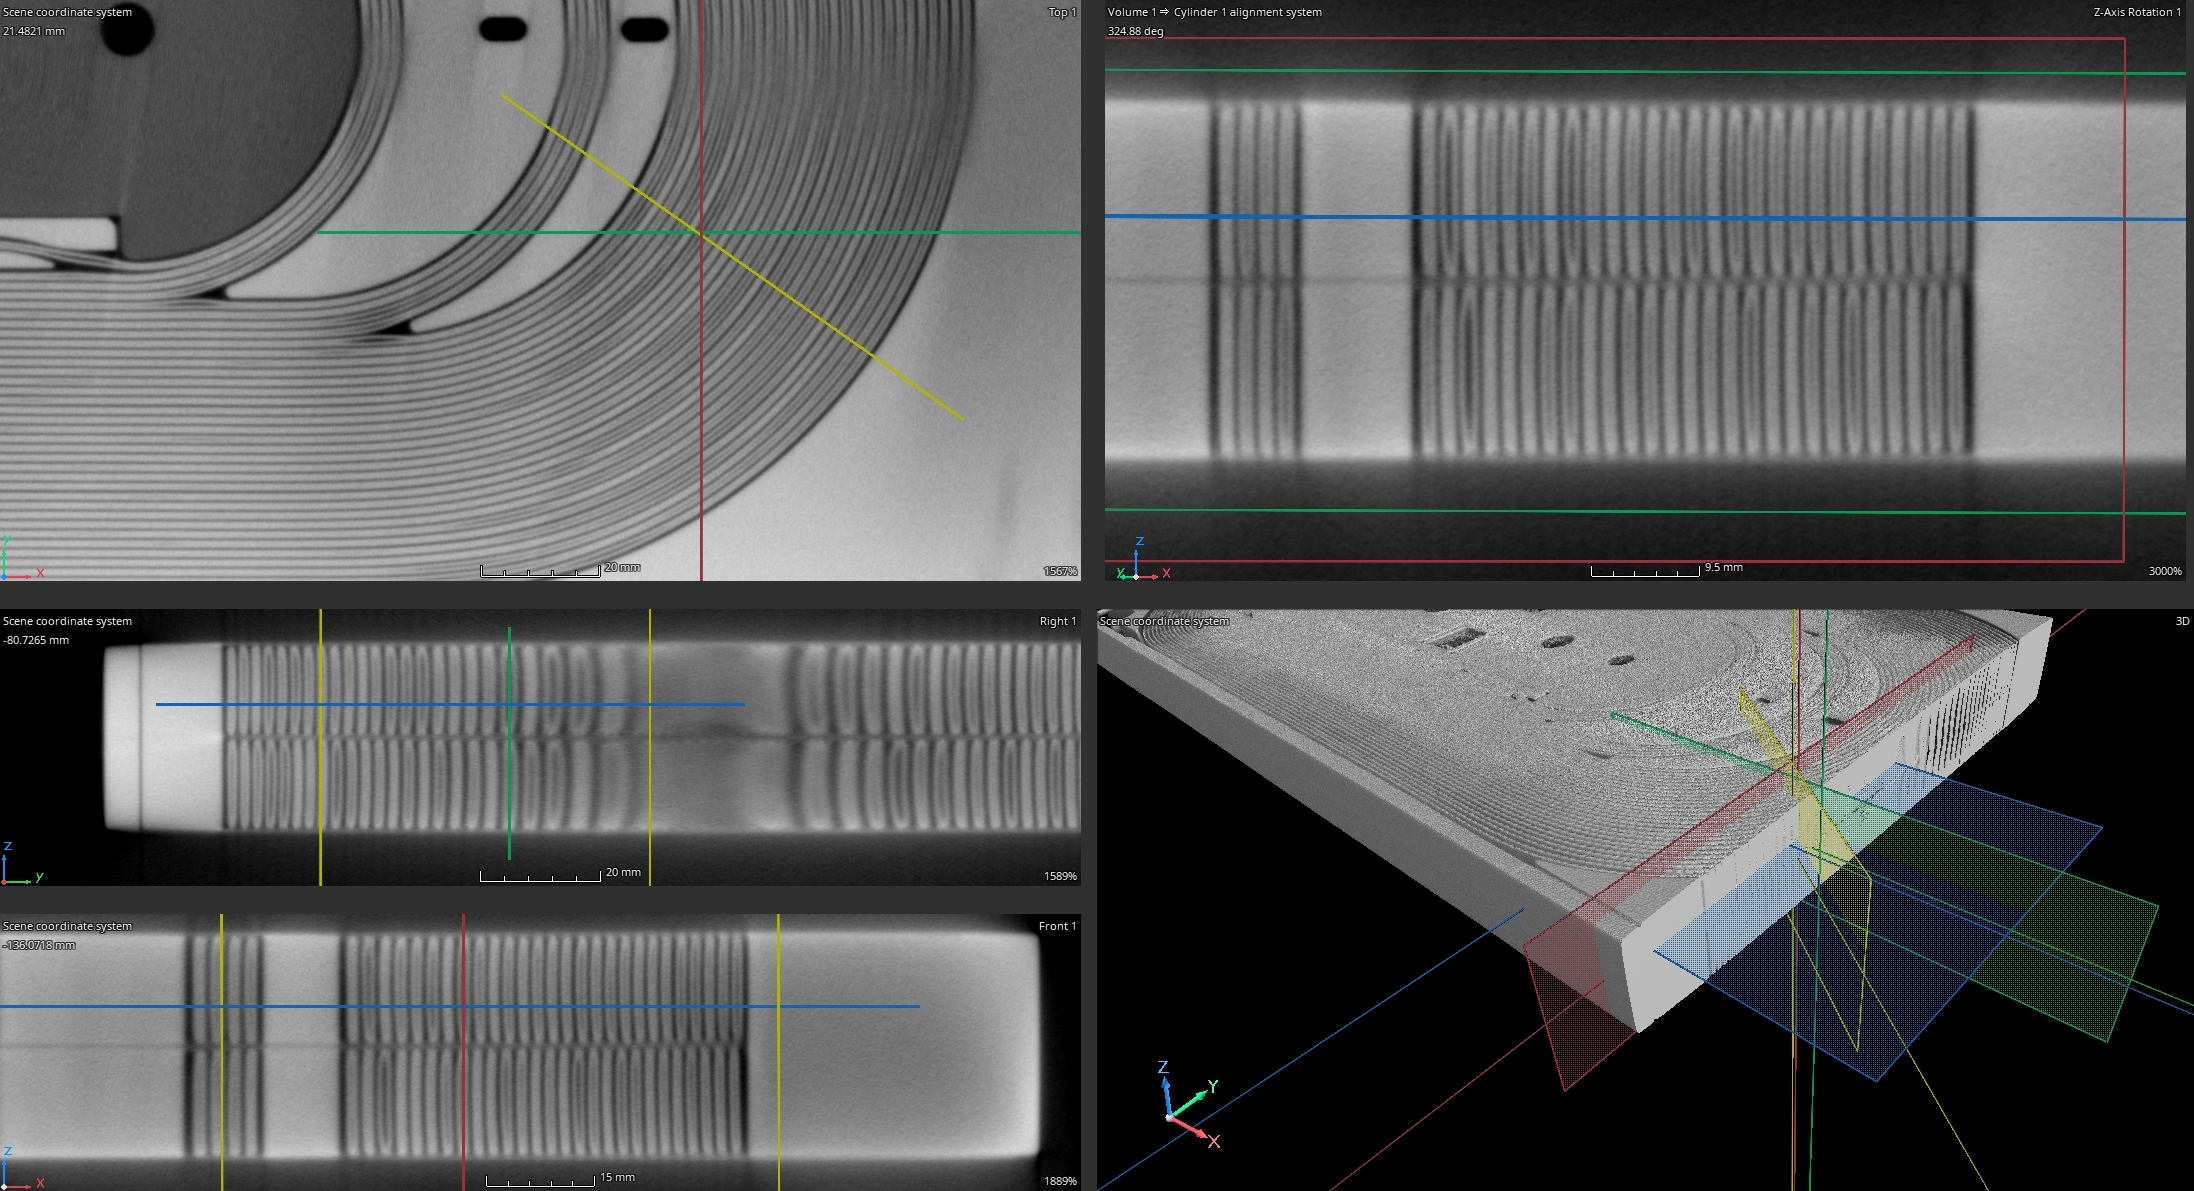 Scene coordinate system
Top 1
21.4821 mm
y
x
20 mm
1567%
Volume 1 ⇒ Cylinder 1 alignment system
Z-Axis Rotation 1
324.88 deg
z
y
x
9.5 mm
3000%
Scene coordinate system
Right 1
-80.7265 mm
z
y
20 mm
1589%
Scene coordinate system
Front 1
-136.0718 mm
z
x
15 mm
1889%
Scene coordinate system
3D
Z
Y
X